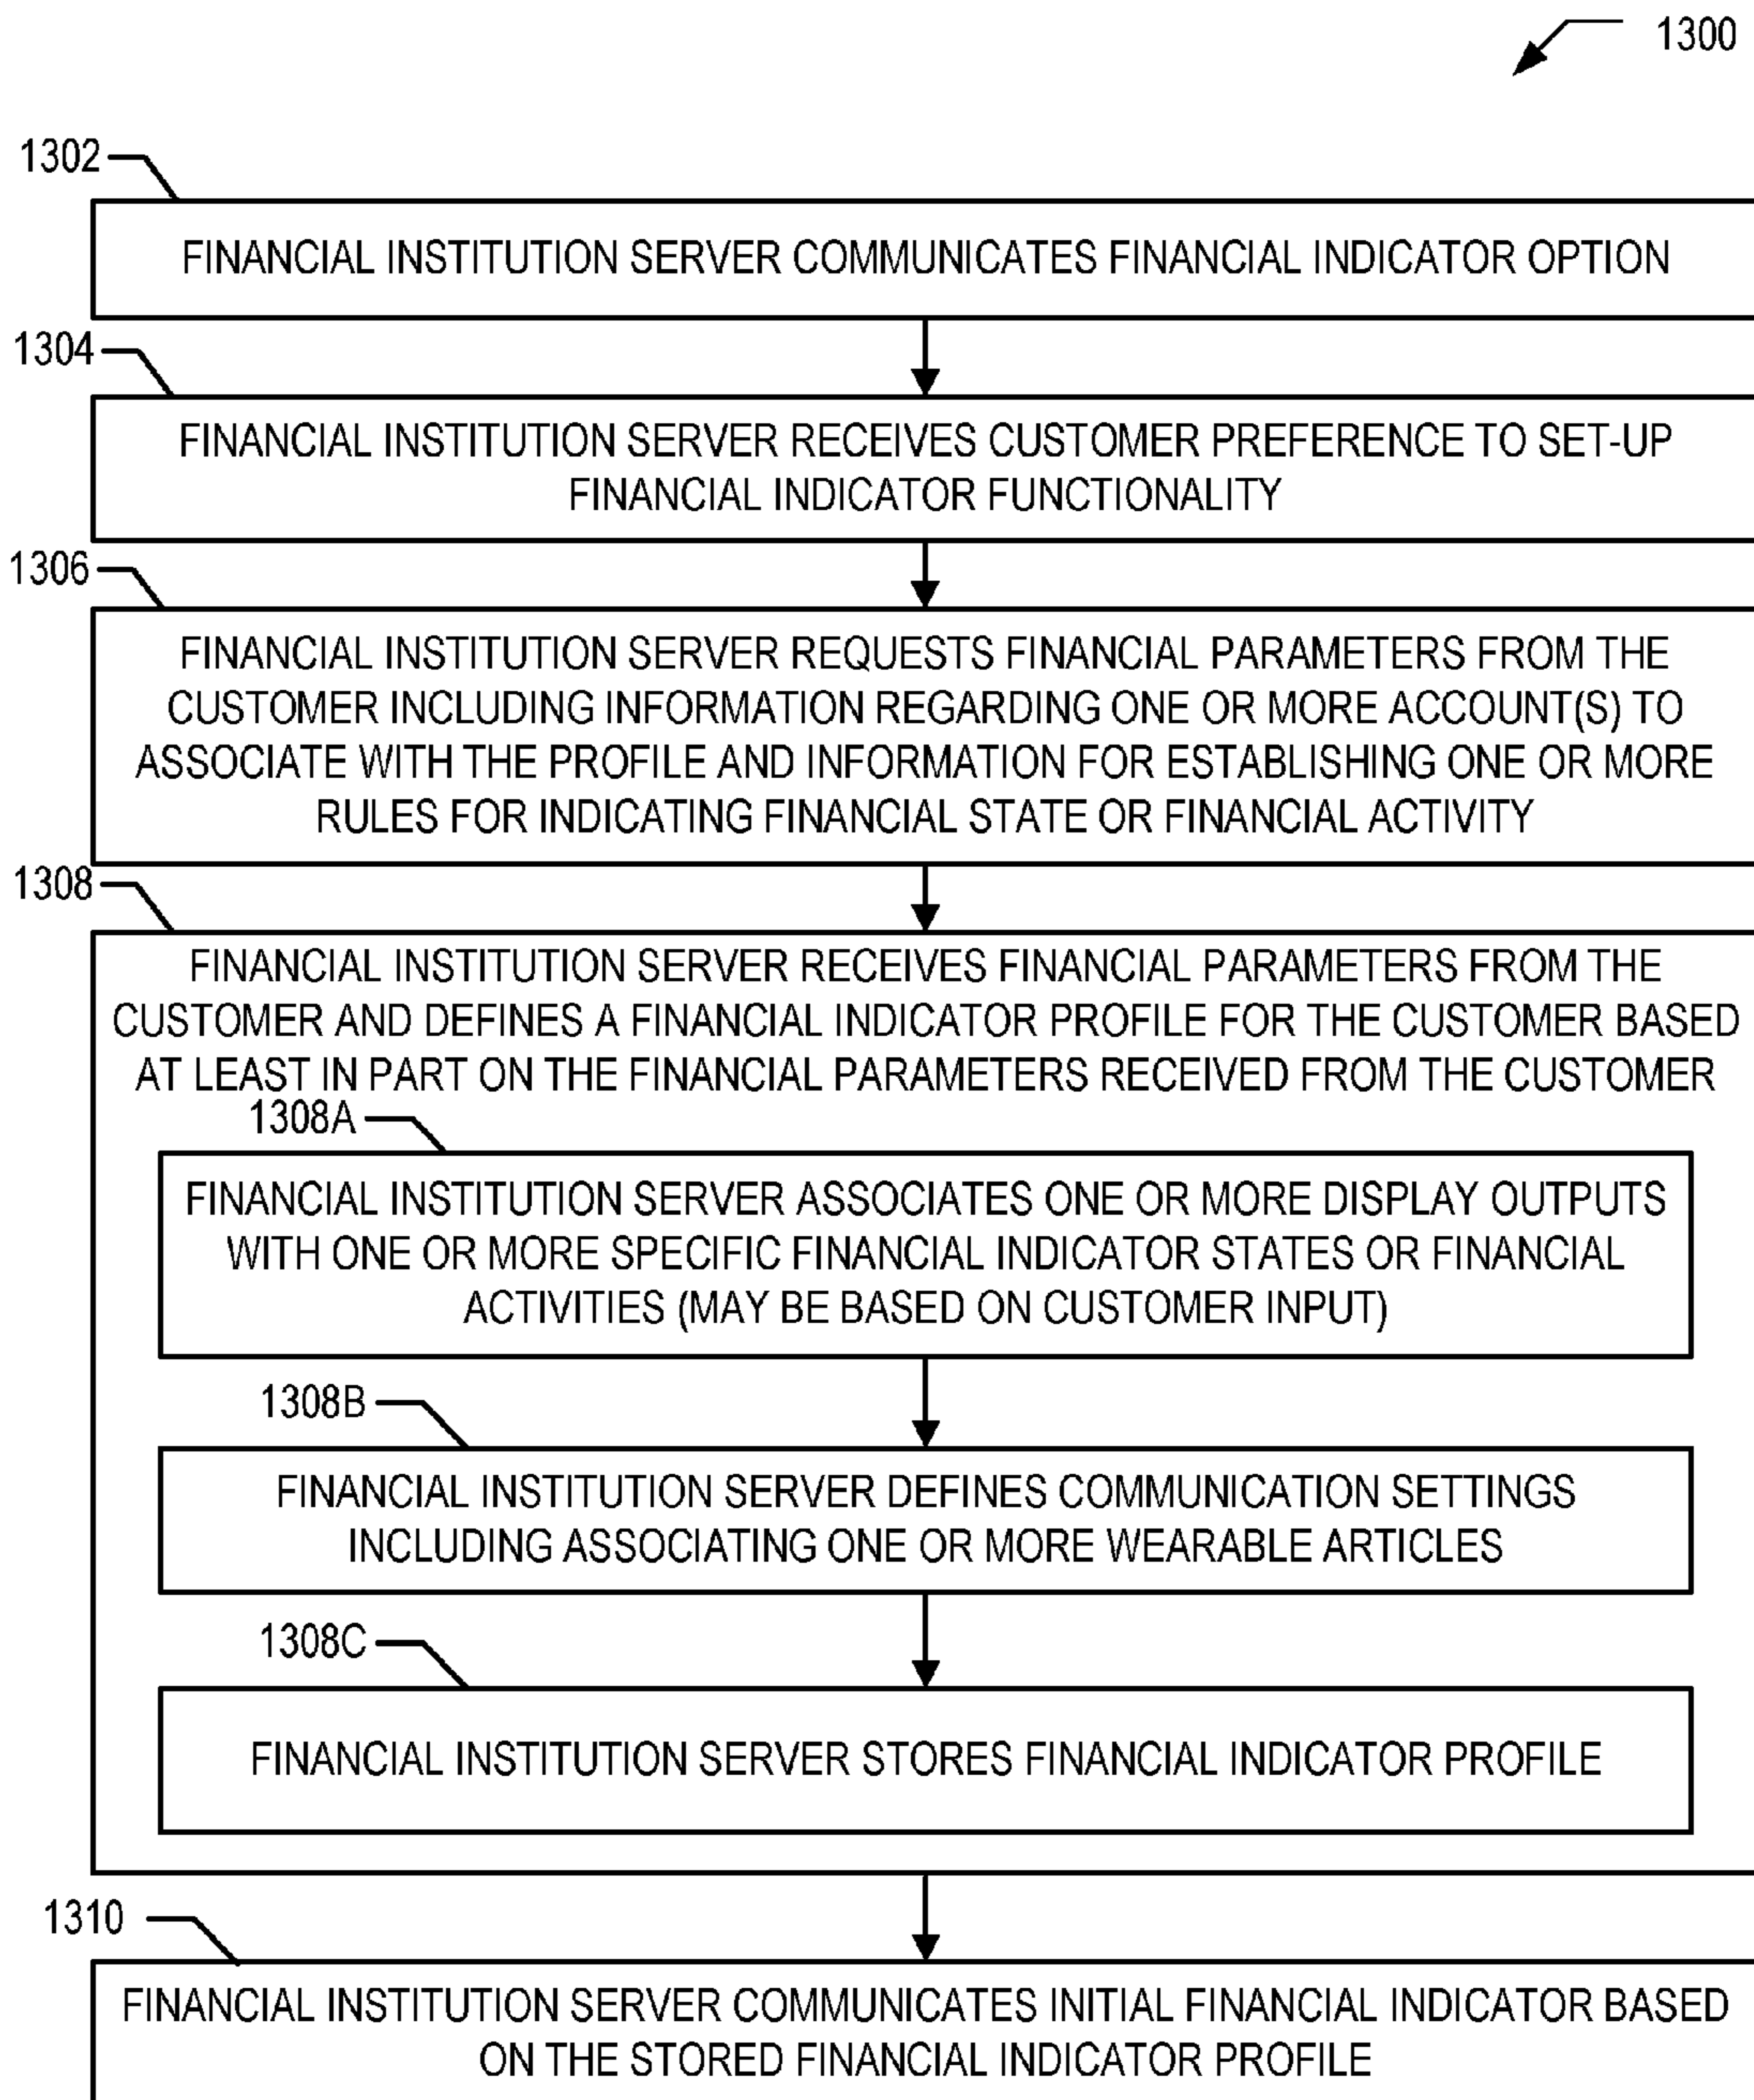 1300
1302
FINANCIAL INSTITUTION SERVER COMMUNICATES FINANCIAL INDICATOR OPTION
1304
FINANCIAL INSTITUTION SERVER RECEIVES CUSTOMER PREFERENCE TO SET-UP
FINANCIAL INDICATOR FUNCTIONALITY
1306
FINANCIAL INSTITUTION SERVER REQUESTS FINANCIAL PARAMETERS FROM THE
CUSTOMER INCLUDING INFORMATION REGARDING ONE OR MORE ACCOUNT(S) TO
ASSOCIATE WITH THE PROFILE AND INFORMATION FOR ESTABLISHING ONE OR MORE
RULES FOR INDICATING FINANCIAL STATE OR FINANCIAL ACTIVITY
1308
FINANCIAL INSTITUTION SERVER RECEIVES FINANCIAL PARAMETERS FROM THE
CUSTOMER AND DEFINES A FINANCIAL INDICATOR PROFILE FOR THE CUSTOMER BASED
AT LEAST IN PART ON THE FINANCIAL PARAMETERS RECEIVED FROM THE CUSTOMER
1308A
FINANCIAL INSTITUTION SERVER ASSOCIATES ONE OR MORE DISPLAY OUTPUTS
WITH ONE OR MORE SPECIFIC FINANCIAL INDICATOR STATES OR FINANCIAL
ACTIVITIES (MAY BE BASED ON CUSTOMER INPUT)
1308B
FINANCIAL INSTITUTION SERVER DEFINES COMMUNICATION SETTINGS
INCLUDING ASSOCIATING ONE OR MORE WEARABLE ARTICLES
1308C
FINANCIAL INSTITUTION SERVER STORES FINANCIAL INDICATOR PROFILE
1310
FINANCIAL INSTITUTION SERVER COMMUNICATES INITIAL FINANCIAL INDICATOR BASED
ON THE STORED FINANCIAL INDICATOR PROFILE